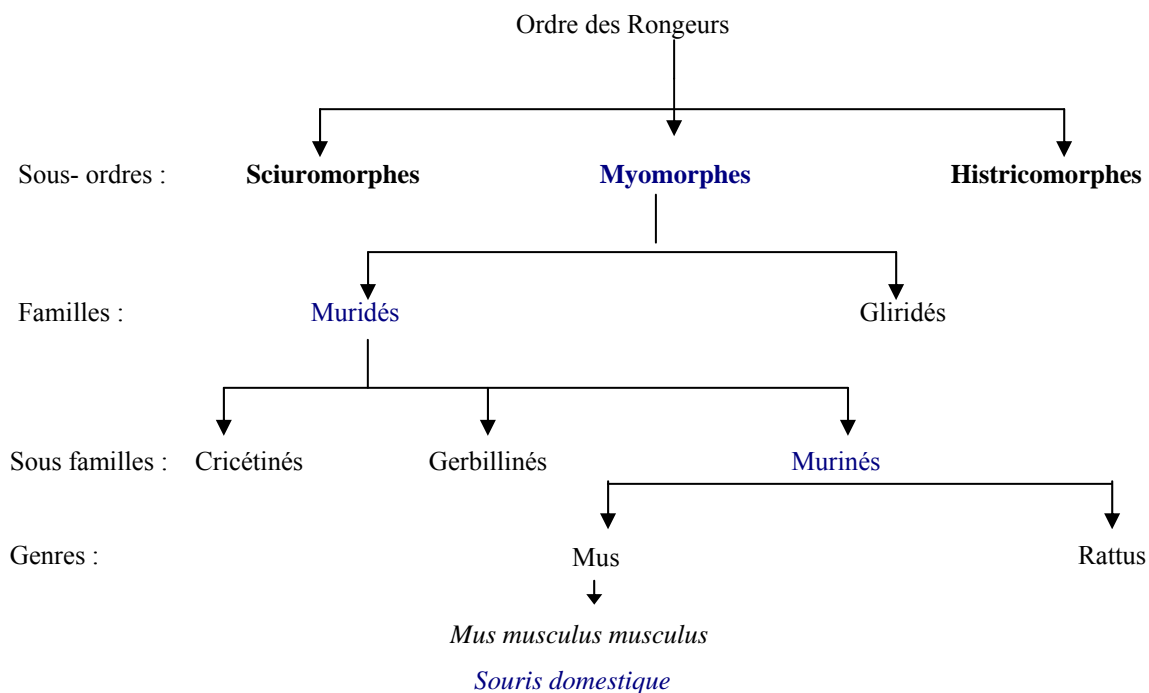 Ordre des Rongeurs
Sous- ordres : Sciuromorphes Myomorphes Histricomorphes
Familles : Muridés Gliridés
Sous familles : Cricétinés Gerbillinés Murinés
Genres : Mus Rattus
Mus musculus musculus
Souris domestique